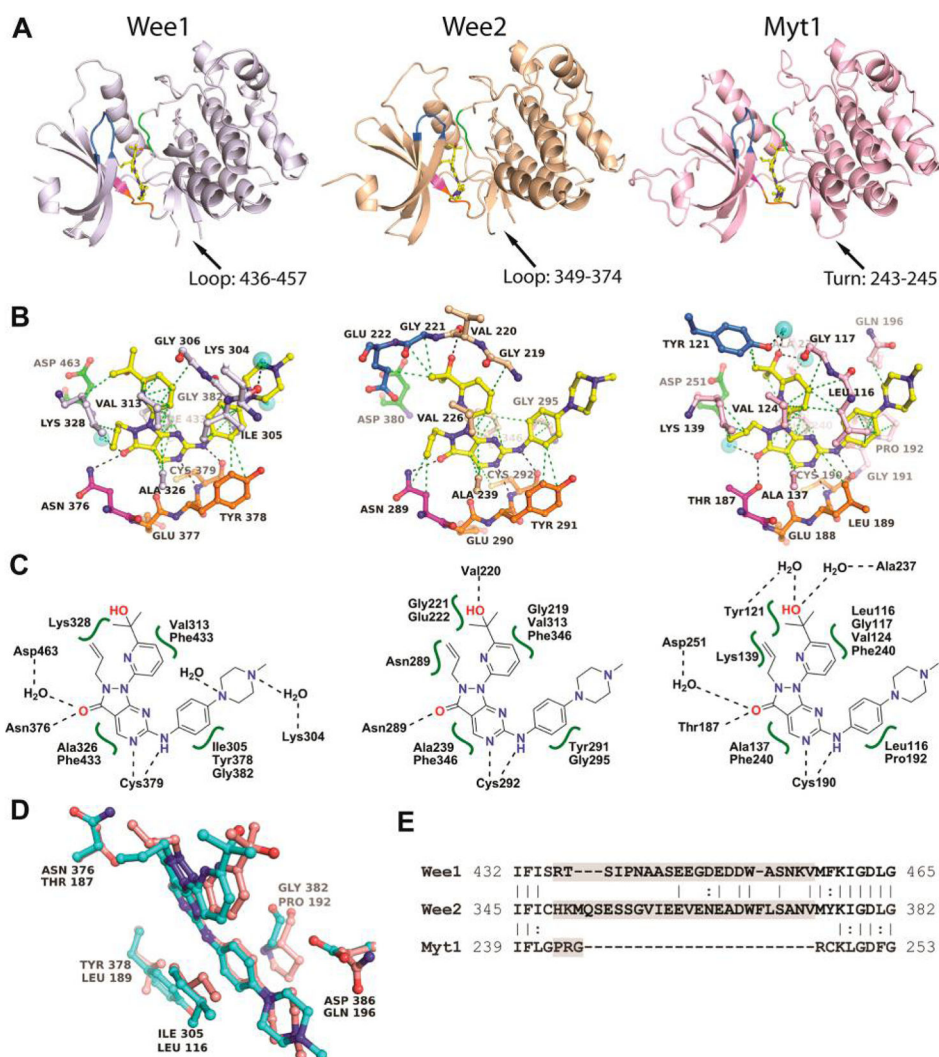 A
Wee1
Wee2
Myt1
Loop: 436-457
Loop: 349-374
Turn: 243-245
B
GLY 306
LYS 304
ASP 463
VAL 313
GLY 382
LYS 328
ILE 305
CYS 379
ASN 376
ALA 326
TYR 378
GLU 377
GLU 222
GLY 221
VAL 220
GLY 219
ASP 380
VAL 226
GLY 295
CYS 292
ASN 289
ALA 239
TYR 291
GLU 290
GLN 196
TYR 121
GLY 117
ASP 251
LEU 116
VAL 124
LYS 139
PRO 192
CYS 190
GLY 191
THR 187
ALA 137
GLU 188
LEU 189
C
HO
Lys328
Val313
Phe433
Asp463
H2O
H2O
N
N
N
N
N
H2O
O
Asn376
N
N
NH
Lys304
Ala326
Phe433
Ile305
Tyr378
Gly382
Cys379
Val220
HO
Gly221
Glu222
Gly219
Val313
Phe346
Asn289
N
N
N
N
N
O
Asn289
N
N
NH
Ala239
Phe346
Tyr291
Gly295
Cys292
H2O
H2O
Ala237
Tyr121
HO
Leu116
Gly117
Val124
Phe240
Asp251
Lys139
H2O
N
N
N
N
N
O
Thr187
N
N
NH
Ala137
Phe240
Leu116
Pro192
Cys190
D
ASN 376
THR 187
GLY 382
PRO 192
TYR 378
LEU 189
ASP 386
GLN 196
ILE 305
LEU 116
E
Wee1 432 IFISRT---SIPNAASEEGDEDDW-ASNKVMFKIGDLG 465
Wee2 345 IFICHKMQSESSGVIEEVENEADWFLSANVMYKIGDLG 382
Myt1 239 IFLGPRG------------------------RCKLGDFG 253